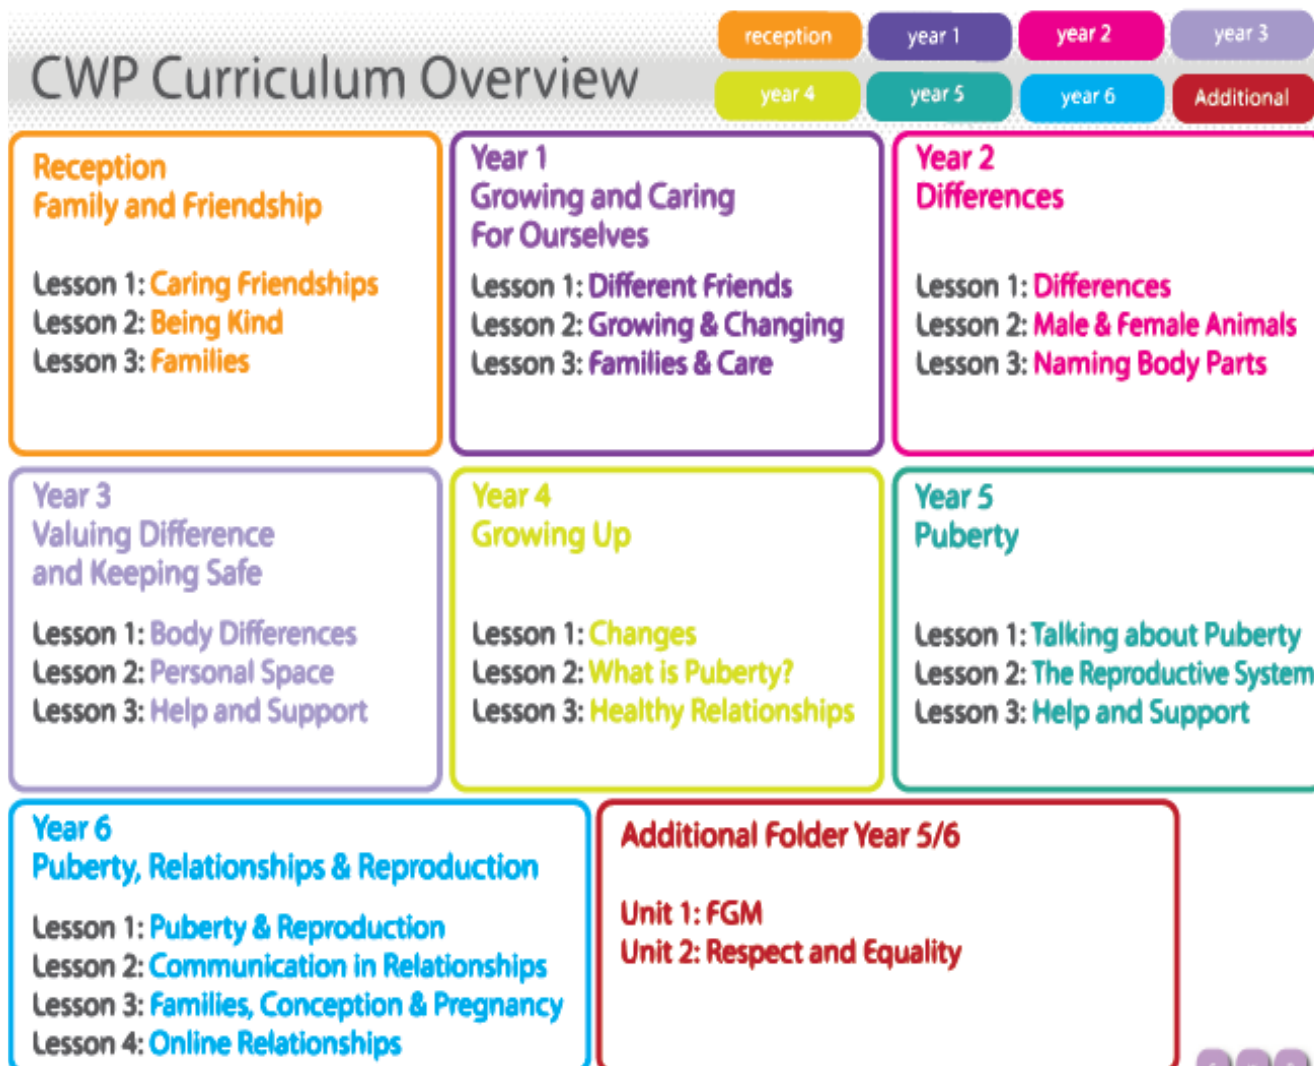 CWP Curriculum Overview
reception
year 1
year 2
year 3
year 4
year 5
year 6
Additional
Reception
Family and Friendship
Lesson 1: Caring Friendships
Lesson 2: Being Kind
Lesson 3: Families
Year 1
Growing and Caring
For Ourselves
Lesson 1: Different Friends
Lesson 2: Growing & Changing
Lesson 3: Families & Care
Year 2
Differences
Lesson 1: Differences
Lesson 2: Male & Female Animals
Lesson 3: Naming Body Parts
Year 3
Valuing Difference
and Keeping Safe
Lesson 1: Body Differences
Lesson 2: Personal Space
Lesson 3: Help and Support
Year 4
Growing Up
Lesson 1: Changes
Lesson 2: What is Puberty?
Lesson 3: Healthy Relationships
Year 5
Puberty
Lesson 1: Talking about Puberty
Lesson 2: The Reproductive System
Lesson 3: Help and Support
Year 6
Puberty, Relationships & Reproduction
Lesson 1: Puberty & Reproduction
Lesson 2: Communication in Relationships
Lesson 3: Families, Conception & Pregnancy
Lesson 4: Online Relationships
Additional Folder Year 5/6
Unit 1: FGM
Unit 2: Respect and Equality